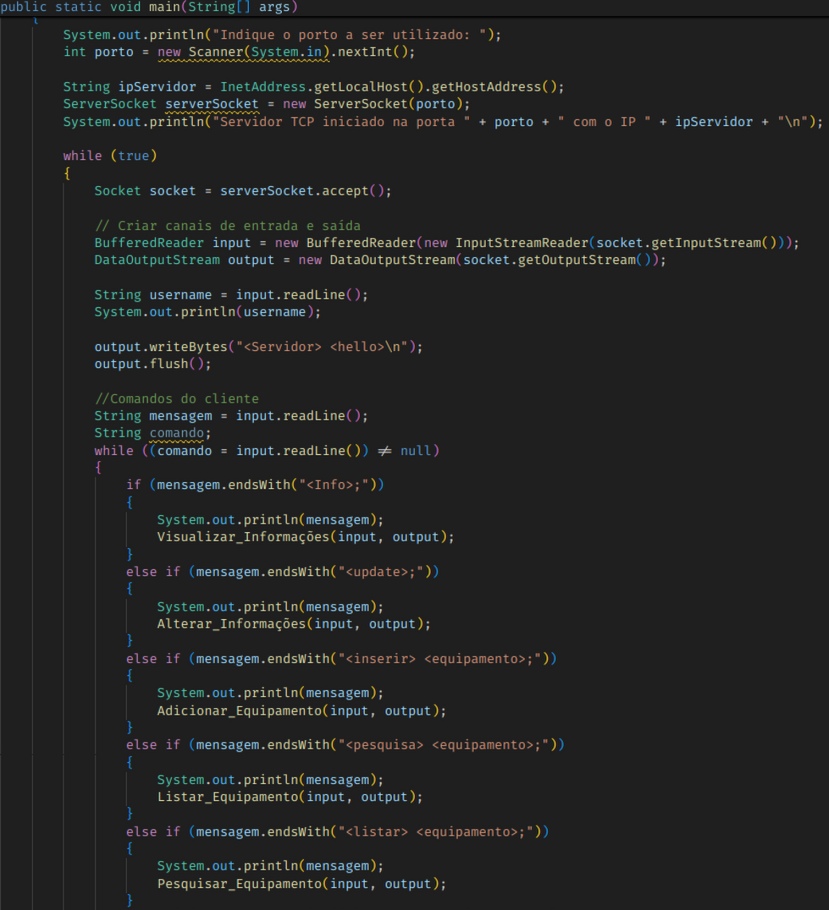 public static void main(String[] args)
{
System.out.println("Indique o porto a ser utilizado: ");
int porto = new Scanner(System.in).nextInt();
String ipServidor = InetAddress.getLocalHost().getHostAddress();
ServerSocket serverSocket = new ServerSocket(porto);
System.out.println("Servidor TCP iniciado na porta " + porto + " com o IP " + ipServidor + "\n");
while (true)
{
Socket socket = serverSocket.accept();
// Criar canais de entrada e saída
BufferedReader input = new BufferedReader(new InputStreamReader(socket.getInputStream()));
DataOutputStream output = new DataOutputStream(socket.getOutputStream());
String username = input.readLine();
System.out.println(username);
output.writeBytes("<Servidor> <hello>\n");
output.flush();
//Comandos do cliente
String mensagem = input.readLine();
String comando;
while ((comando = input.readLine()) ≠ null)
{
if (mensagem.endsWith("<Info>;"))
{
System.out.println(mensagem);
Visualizar_Informações(input, output);
}
else if (mensagem.endsWith("<update>;"))
{
System.out.println(mensagem);
Alterar_Informações(input, output);
}
else if (mensagem.endsWith("<inserir> <equipamento>;"))
{
System.out.println(mensagem);
Adicionar_Equipamento(input, output);
}
else if (mensagem.endsWith("<pesquisa> <equipamento>;"))
{
System.out.println(mensagem);
Listar_Equipamento(input, output);
}
else if (mensagem.endsWith("<listar> <equipamento>;"))
{
System.out.println(mensagem);
Pesquisar_Equipamento(input, output);
}